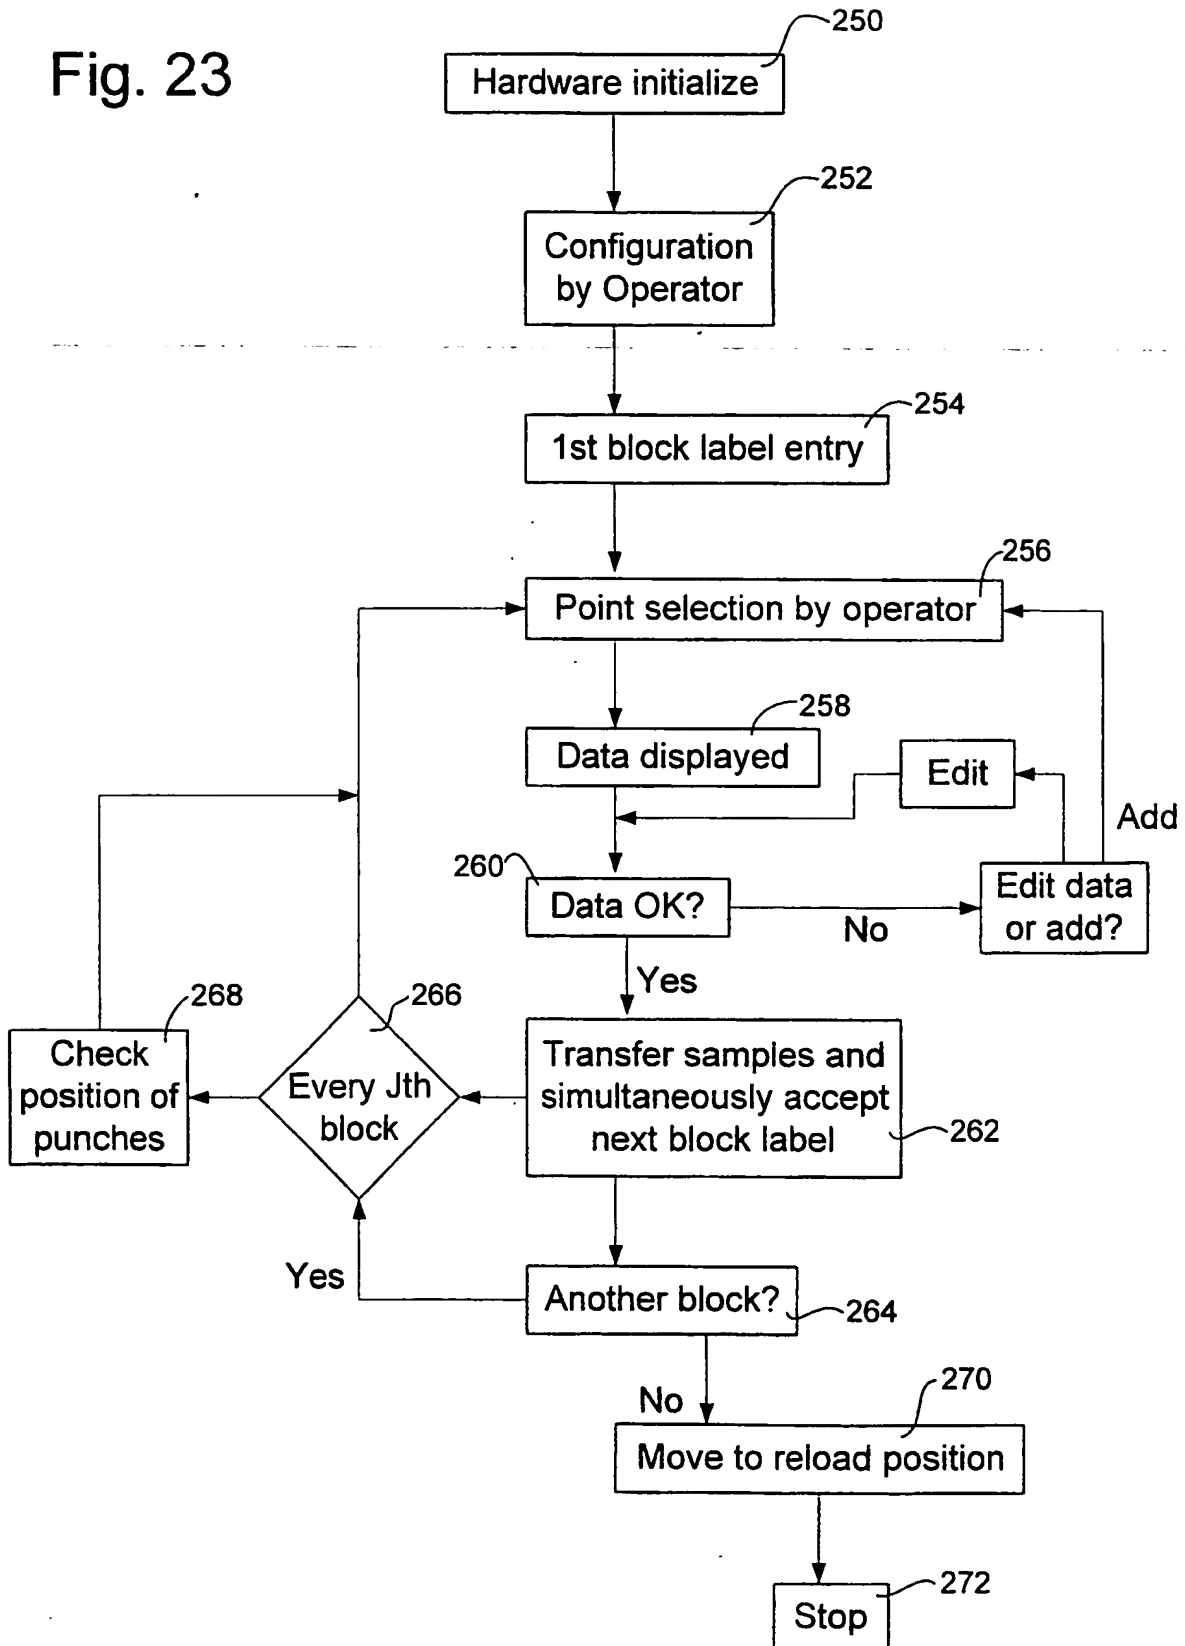 Fig. 23
250
Hardware initialize
252
Configuration
by Operator
254
1st block label entry
256
Point selection by operator
258
Data displayed
Edit
Add
260
Data OK?
No
Edit data
or add?
Yes
268
266
Check
position of
punches
Every Jth
block
Transfer samples and
simultaneously accept
next block label
262
Yes
Another block?
264
No
270
Move to reload position
272
Stop